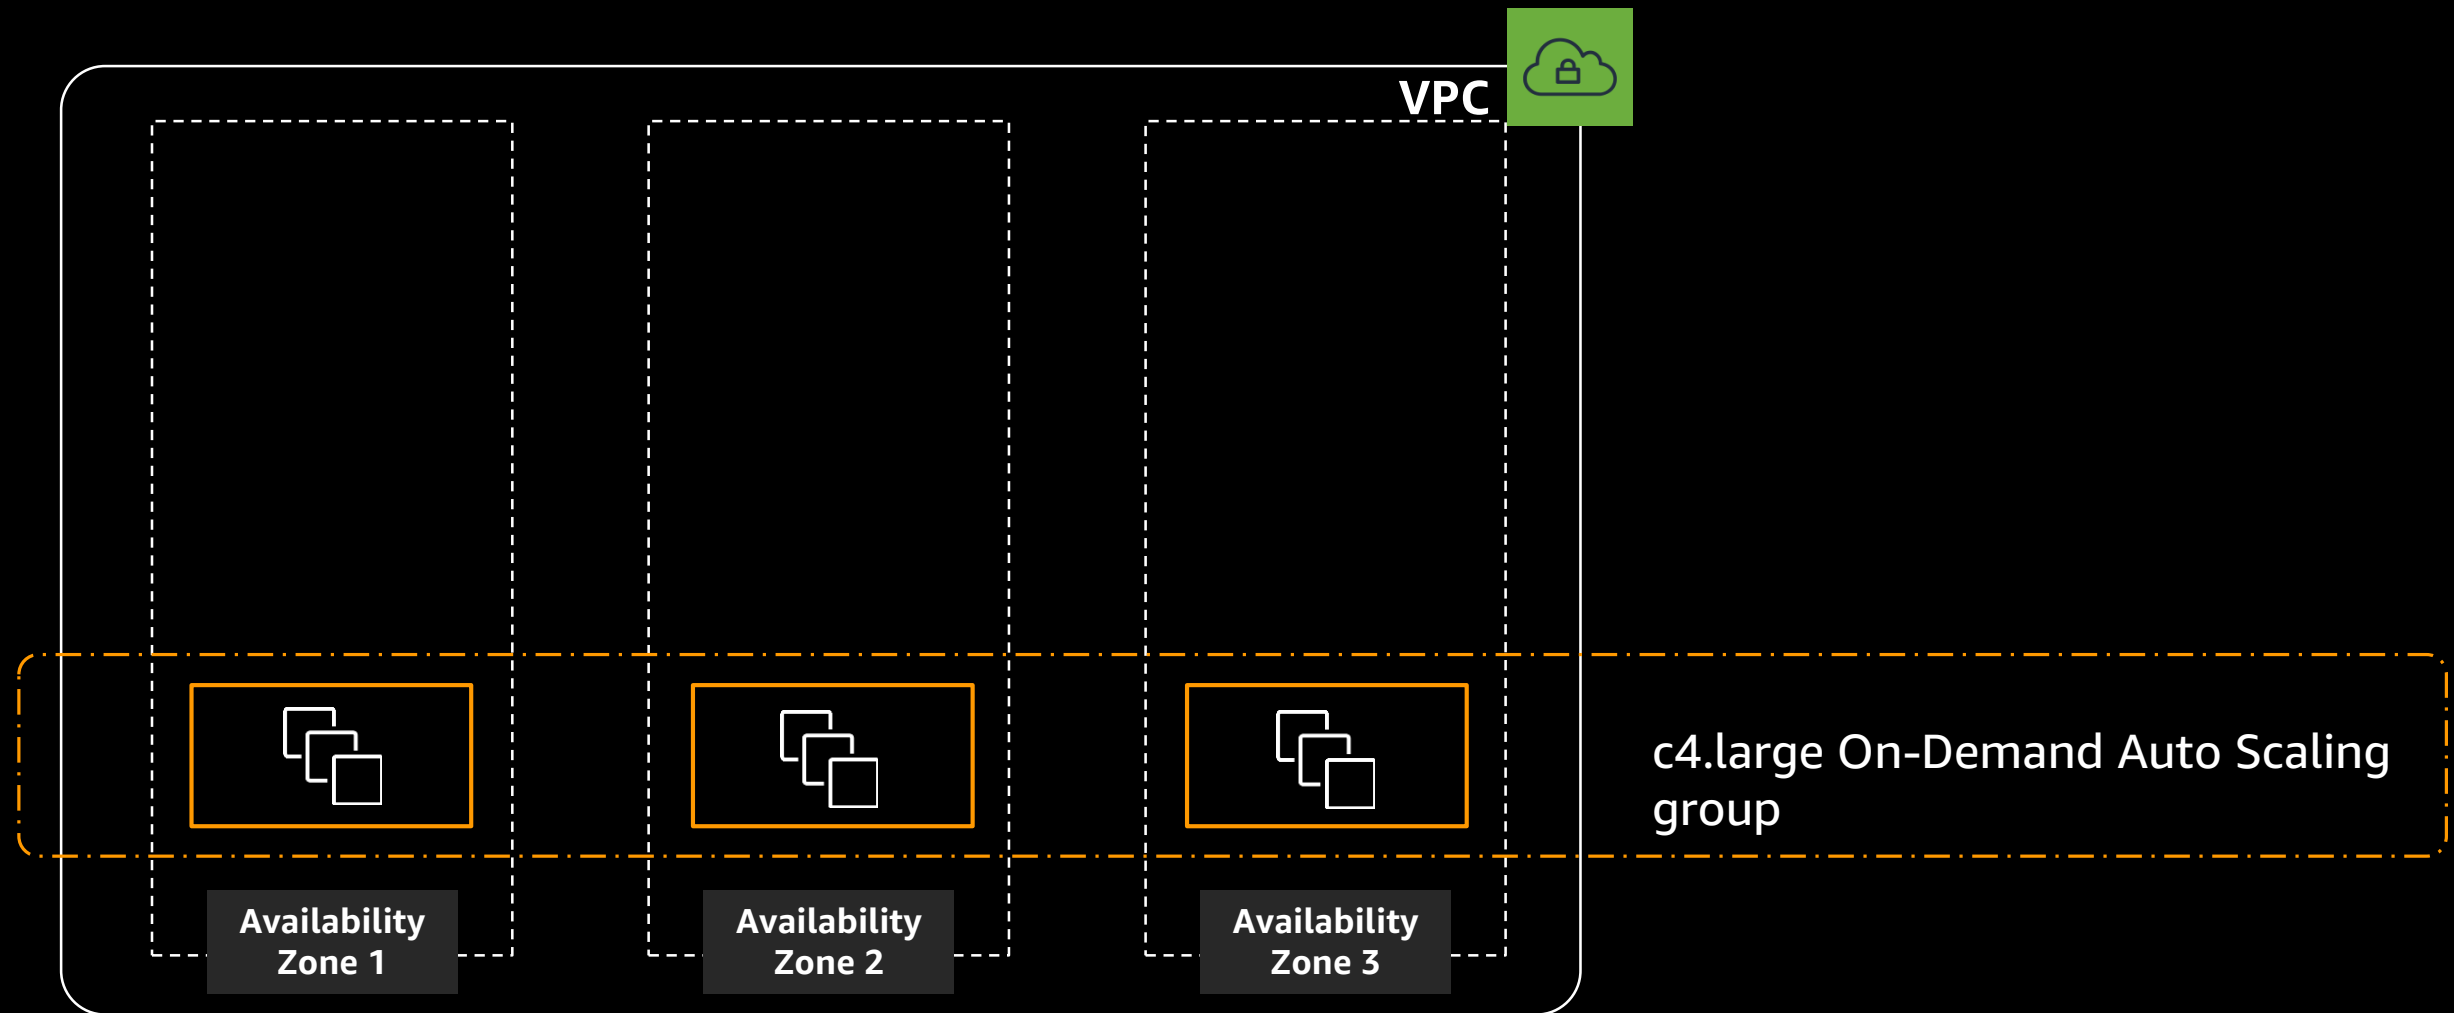 VPC
c4.large On-Demand Auto Scaling
group
Availability
Zone 1
Availability
Zone 2
Availability
Zone 3